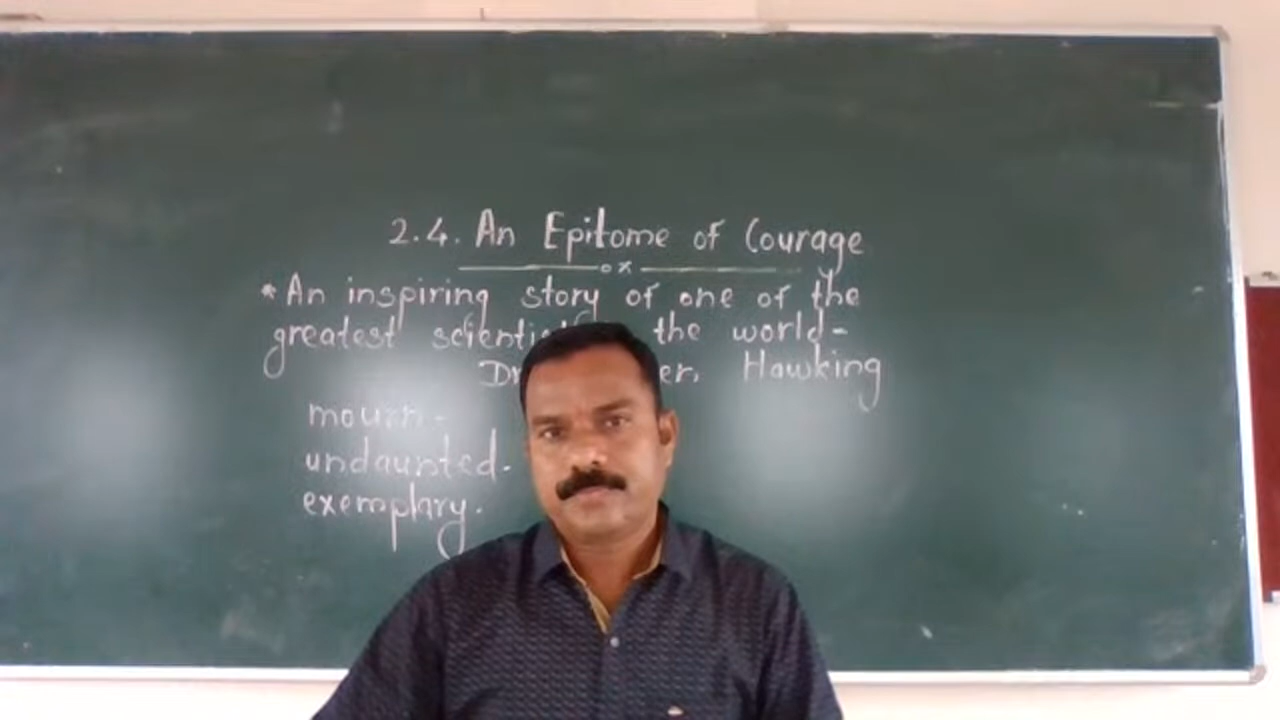 2.4. An Epitome of Courage
* An inspiring story of one of the
greatest the world-
Hawking
mourn-
undaunted-
exemplary.